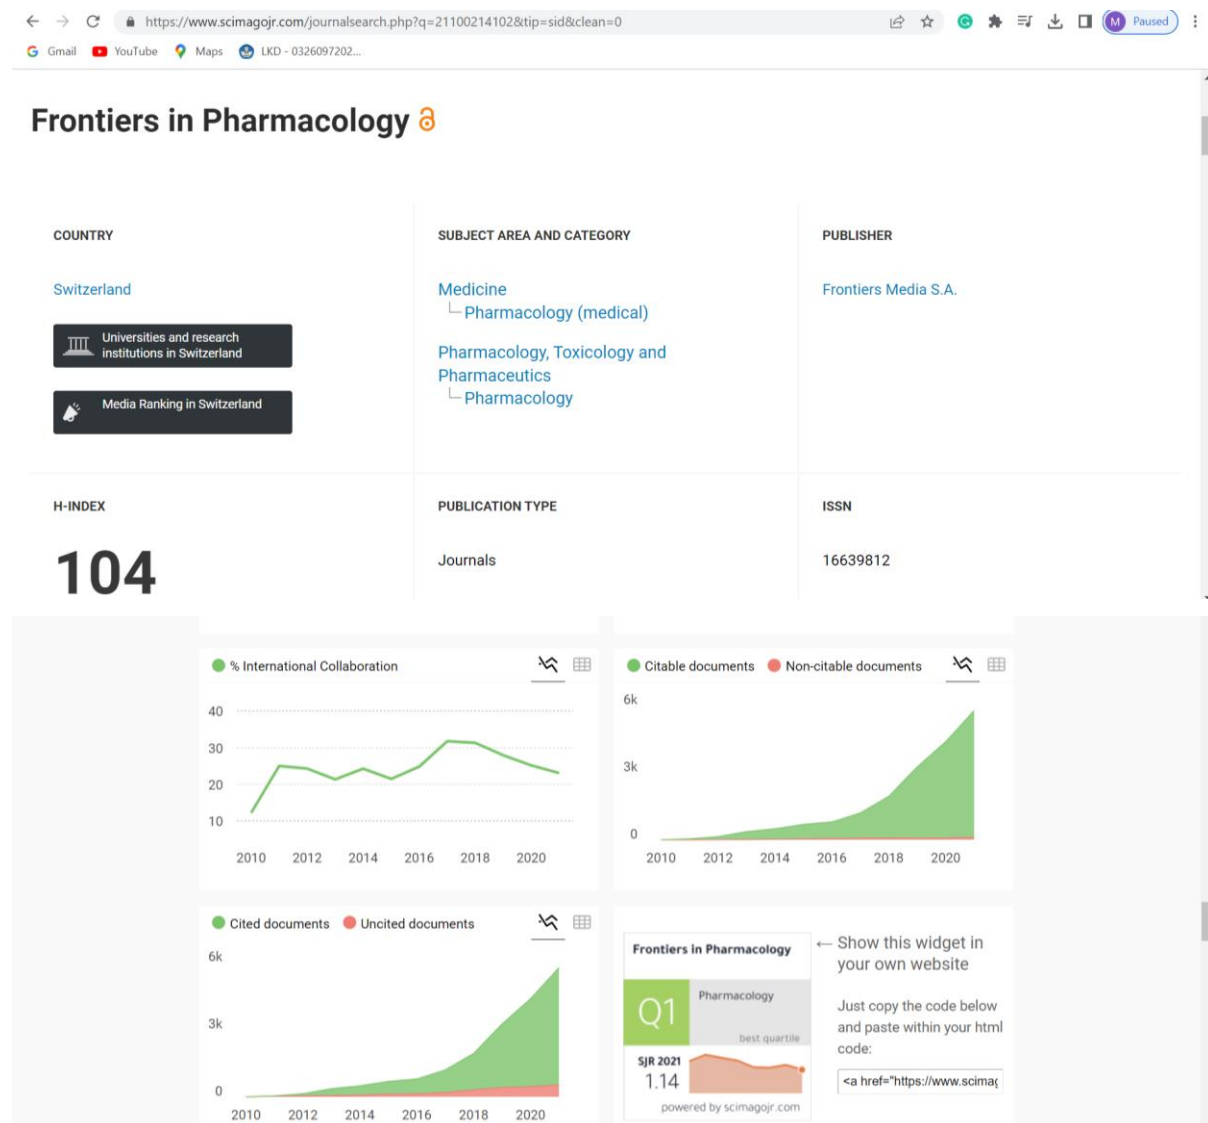 https://www.scimagojr.com/journalsearch.php?q=21100214102&tip=sid&clean=0
M Paused
Gmail YouTube Maps LKD - 0326097202...
Frontiers in Pharmacology
COUNTRY
Switzerland
Universities and research
institutions in Switzerland
Media Ranking in Switzerland
SUBJECT AREA AND CATEGORY
Medicine
Pharmacology (medical)
Pharmacology, Toxicology and
Pharmaceutics
Pharmacology
PUBLISHER
Frontiers Media S.A.
H-INDEX
104
PUBLICATION TYPE
Journals
ISSN
16639812
% International Collaboration
40
30
20
10
2010 2012 2014 2016 2018 2020
Citable documents Non-citable documents
6k
3k
0
2010 2012 2014 2016 2018 2020
Cited documents Uncited documents
6k
3k
0
2010 2012 2014 2016 2018 2020
Frontiers in Pharmacology
Q1
Pharmacology
best quartile
SJR 2021
1.14
powered by scimagojr.com
← Show this widget in
your own website
Just copy the code below
and paste within your html
code:
<a href="https://www.scimag